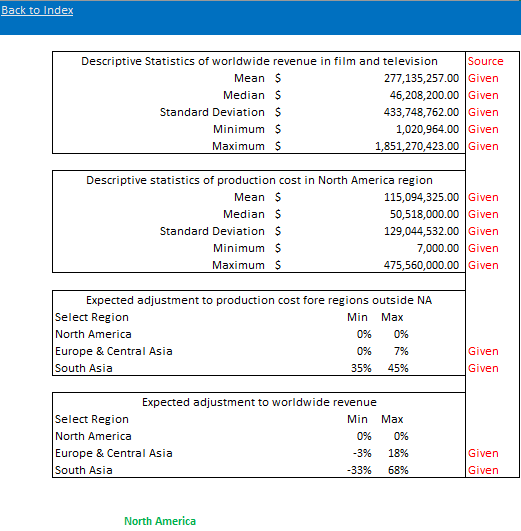 Back to Index
Descriptive Statistics of worldwide revenue in film and television Source
Mean $ 277,135,257.00 Given
Median $ 46,208,200.00 Given
Standard Deviation $ 433,748,762.00 Given
Minimum $ 1,020,964.00 Given
Maximum $ 1,851,270,423.00 Given
Descriptive statistics of production cost in North America region
Mean $ 115,094,325.00 Given
Median $ 50,518,000.00 Given
Standard Deviation $ 129,044,532.00 Given
Minimum $ 7,000.00 Given
Maximum $ 475,560,000.00 Given
Expected adjustment to production cost fore regions outside NA
Select Region Min Max
North America 0% 0%
Europe & Central Asia 0% 7% Given
South Asia 35% 45% Given
Expected adjustment to worldwide revenue
Select Region Min Max
North America 0% 0%
Europe & Central Asia -3% 18% Given
South Asia -33% 68% Given
North America